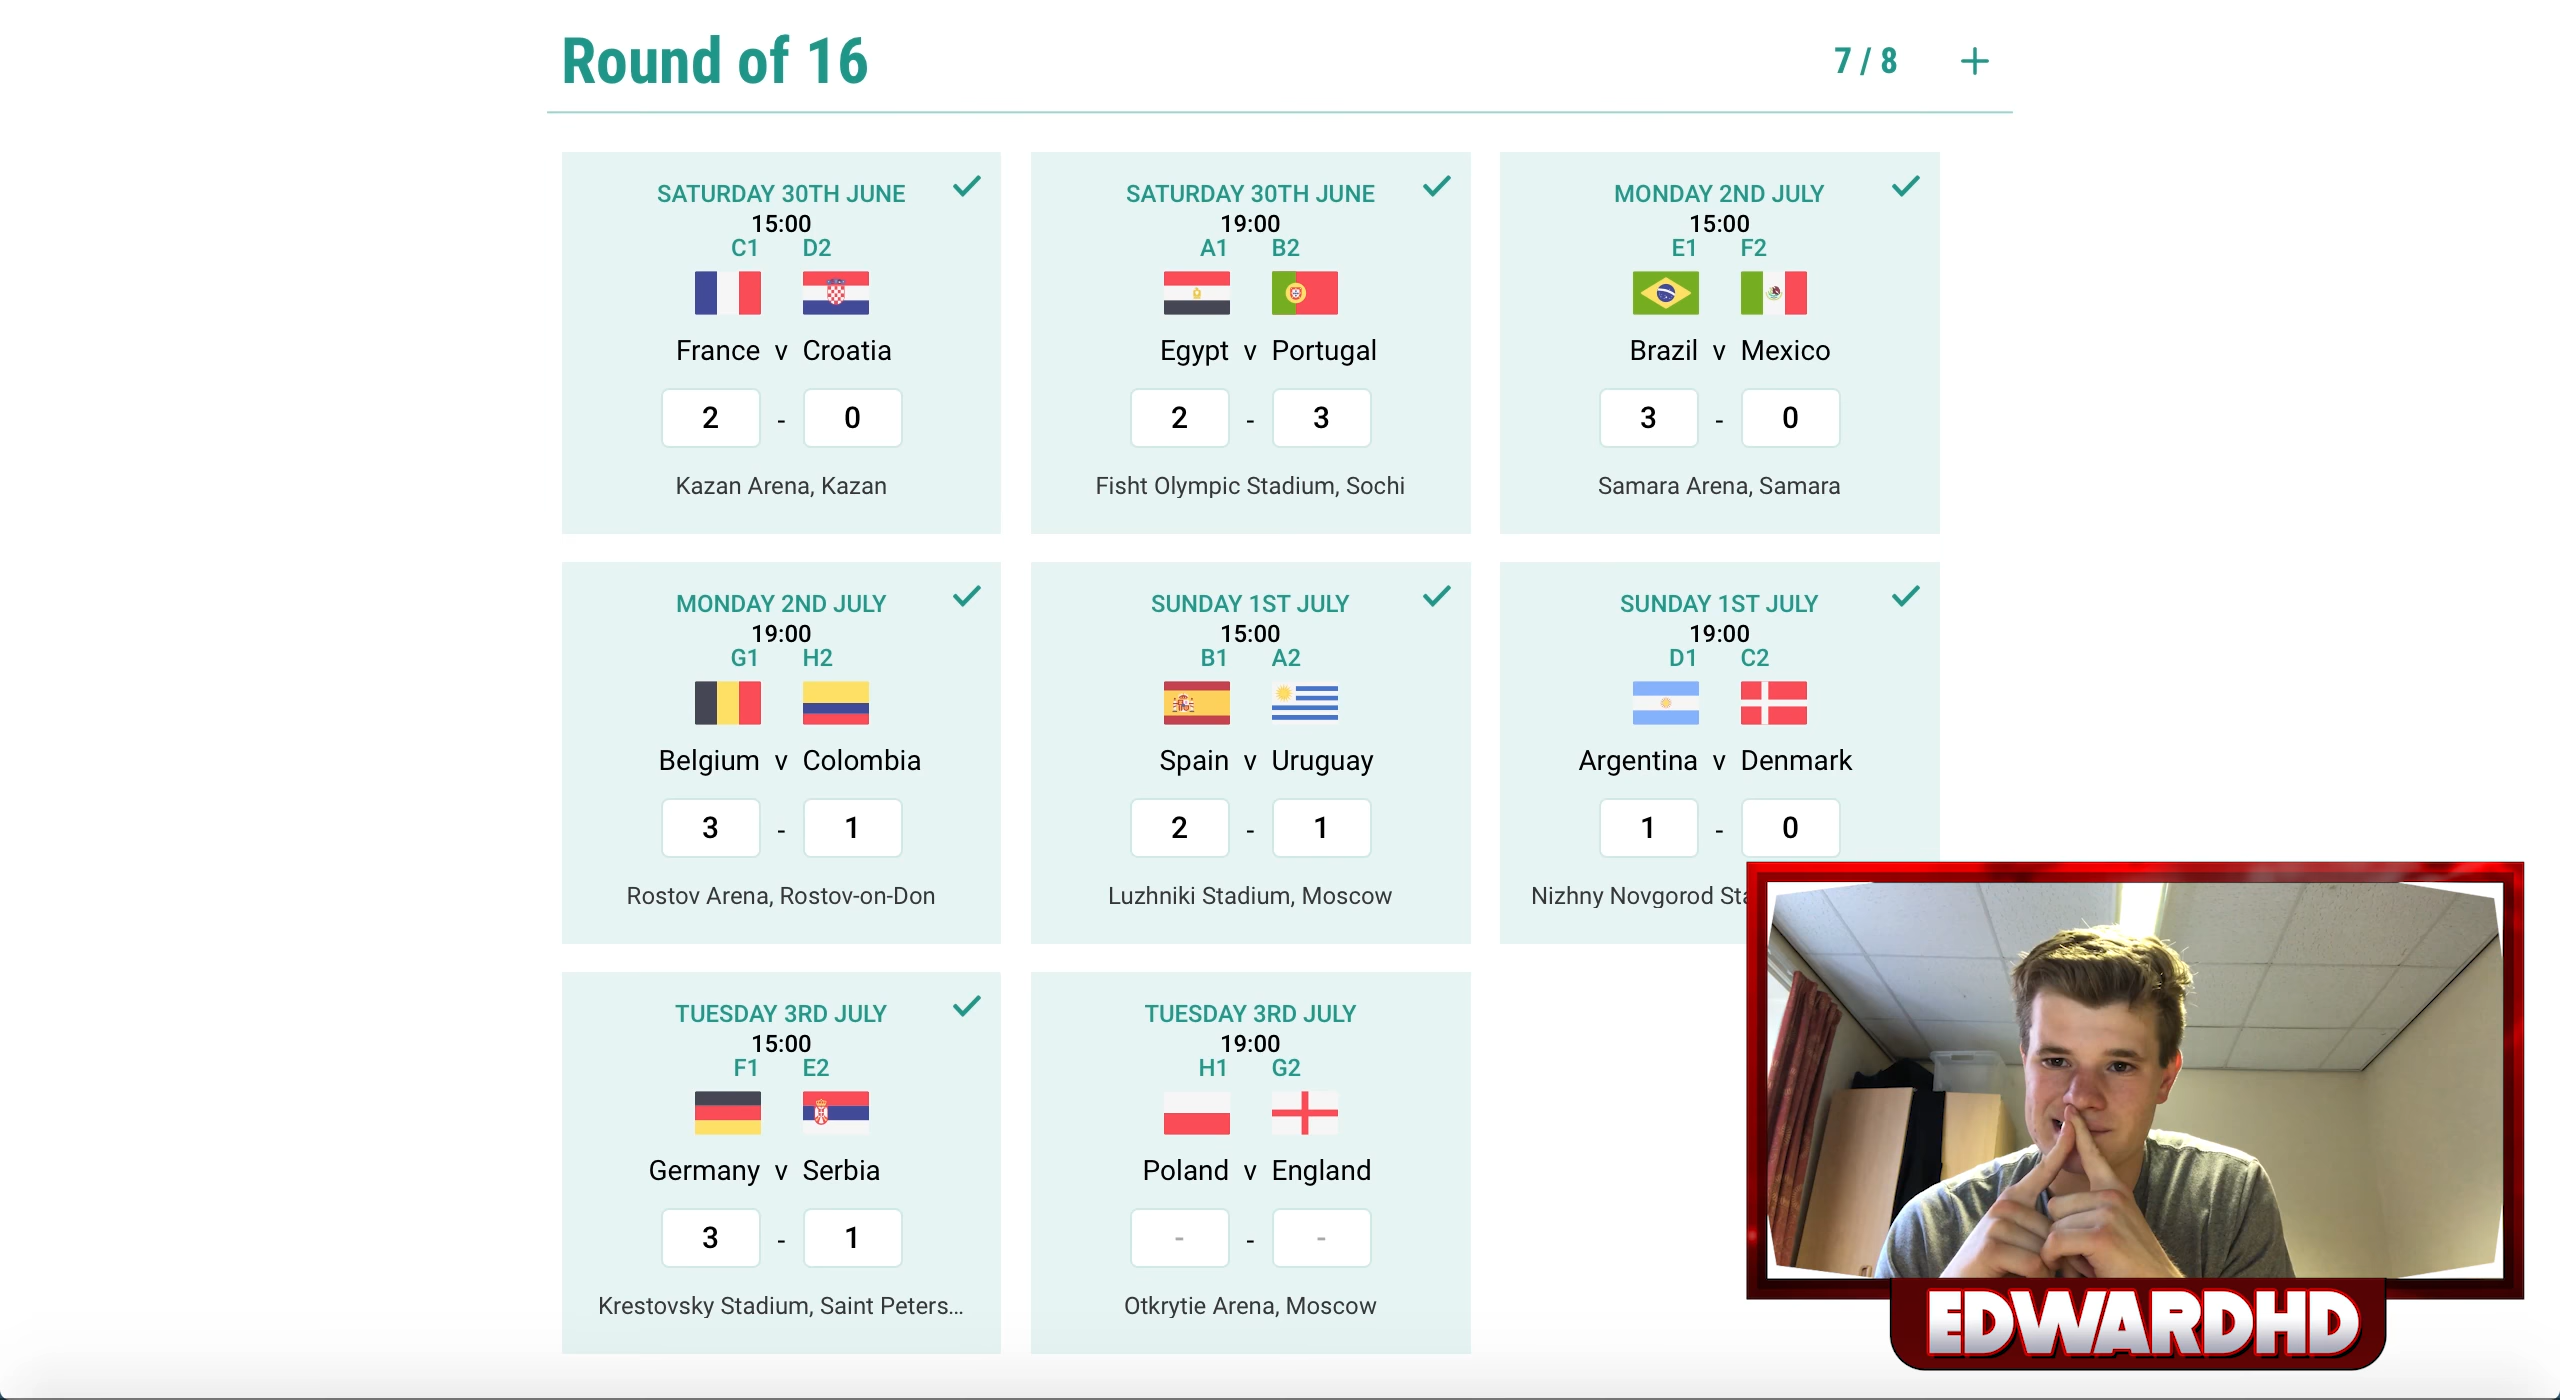 Round of 16
7 / 8 +
SATURDAY 30TH JUNE
15:00
C1 D2
France v Croatia
2 - 0
Kazan Arena, Kazan
SATURDAY 30TH JUNE
19:00
A1 B2
Egypt v Portugal
2 - 3
Fisht Olympic Stadium, Sochi
MONDAY 2ND JULY
15:00
E1 F2
Brazil v Mexico
3 - 0
Samara Arena, Samara
MONDAY 2ND JULY
19:00
G1 H2
Belgium v Colombia
3 - 1
Rostov Arena, Rostov-on-Don
SUNDAY 1ST JULY
15:00
B1 A2
Spain v Uruguay
2 - 1
Luzhniki Stadium, Moscow
SUNDAY 1ST JULY
19:00
D1 C2
Argentina v Denmark
1 - 0
Nizhny Novgorod
TUESDAY 3RD JULY
15:00
F1 E2
Germany v Serbia
3 - 1
Krestovsky Stadium, Saint Peters...
TUESDAY 3RD JULY
19:00
H1 G2
Poland v England
- - -
Otkrytie Arena, Moscow
EDWARDHD